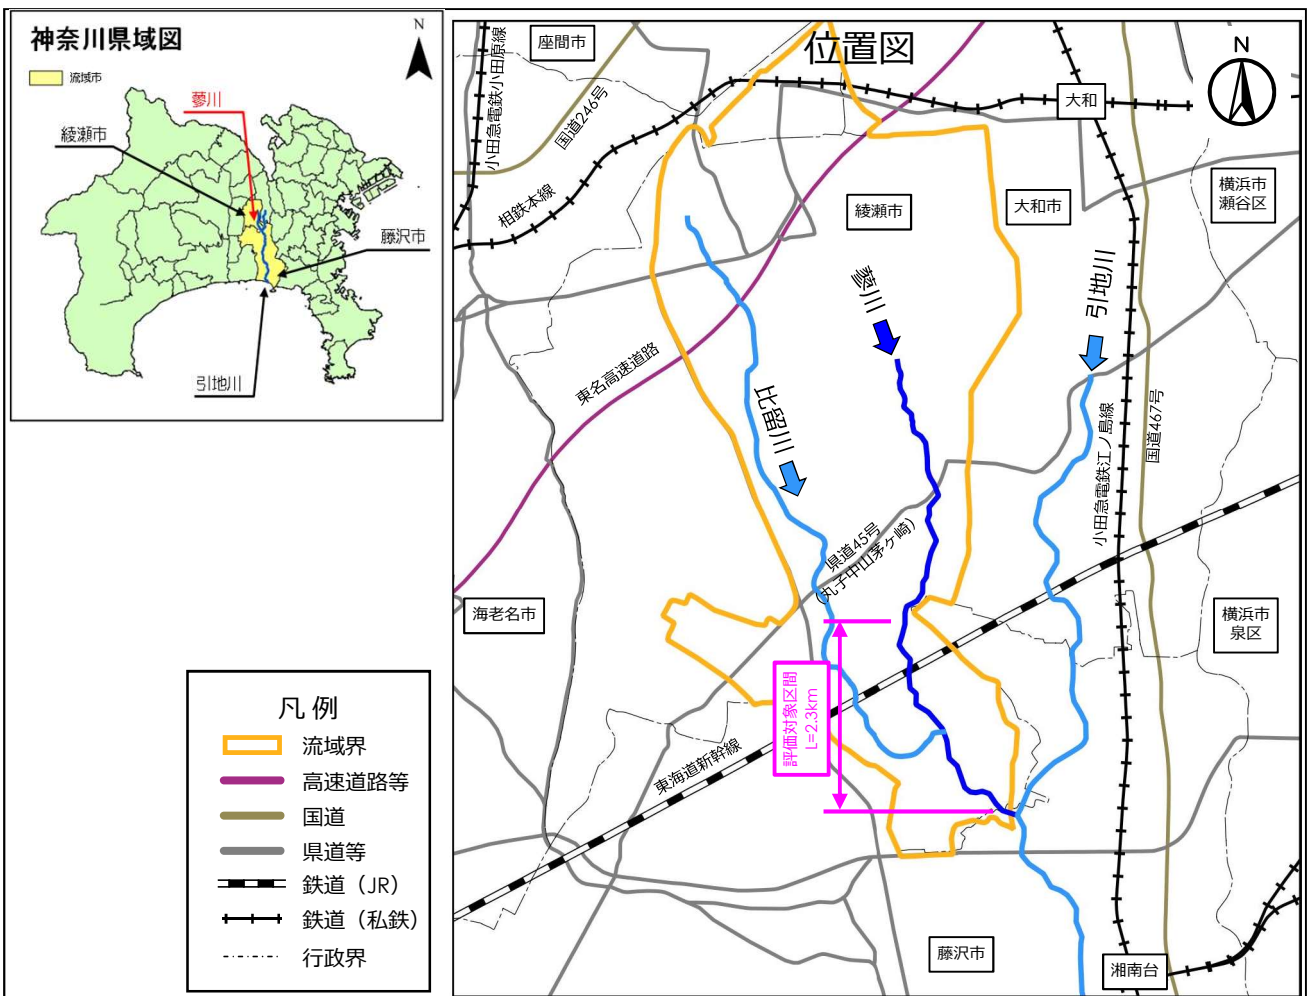 神奈川県域図
N
流域市
蓼川
綾瀬市
藤沢市
引地川
位置図
N
座間市
小田急電鉄小田原線
国道246号
相鉄本線
大和
横浜市
瀬谷区
綾瀬市
大和市
蓼川
引地川
東名高速道路
比留川
小田急電鉄江ノ島線
国道467号
県道45号
(丸子中山茅ヶ崎)
海老名市
横浜市
泉区
評価対象区間
L=2.3km
東海道新幹線
藤沢市
湘南台
凡例
流域界
高速道路等
国道
県道等
鉄道（JR）
鉄道（私鉄）
行政界